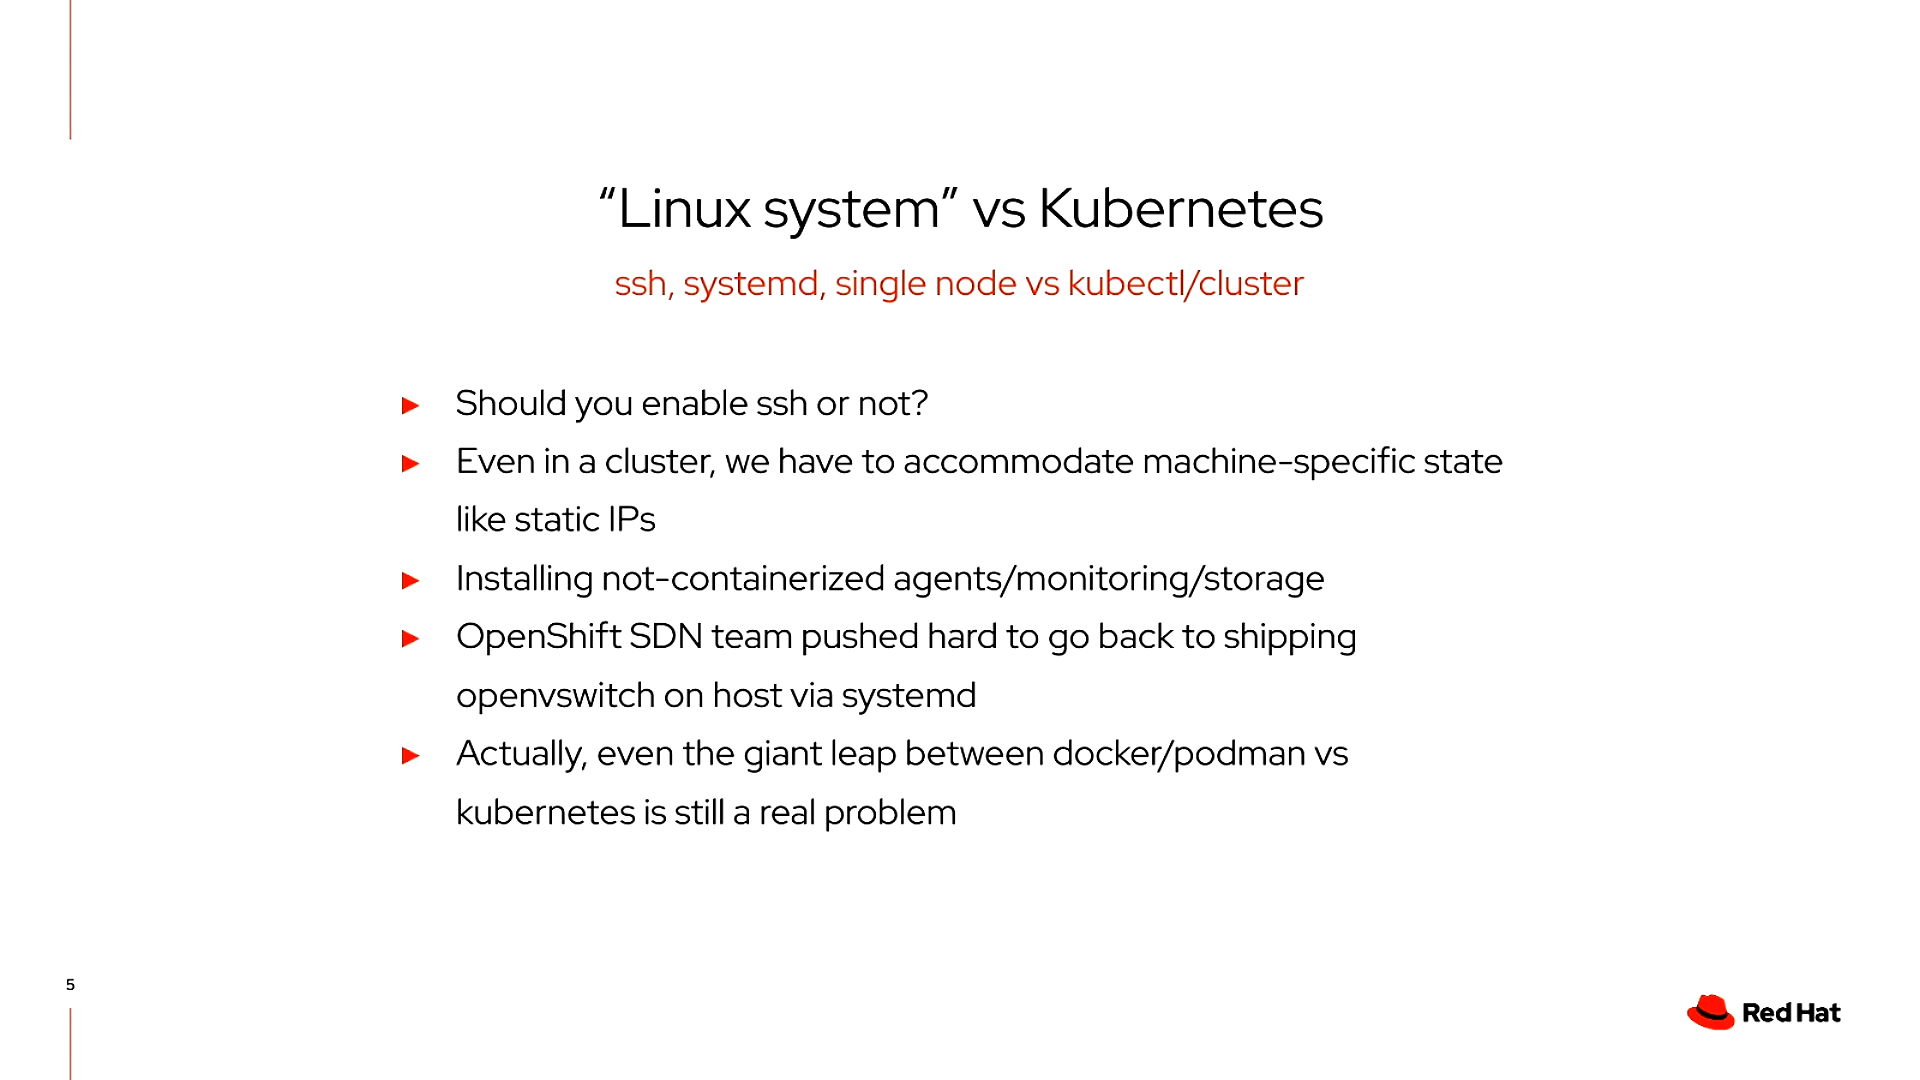 “Linux system” vs Kubernetes
ssh, systemd, single node vs kubectl/cluster
► Should you enable ssh or not?
► Even in a cluster, we have to accommodate machine-specific state
like static IPs
► Installing not-containerized agents/monitoring/storage
► OpenShift SDN team pushed hard to go back to shipping
openvswitch on host via systemd
► Actually, even the giant leap between docker/podman vs
kubernetes is still a real problem
5
Red Hat